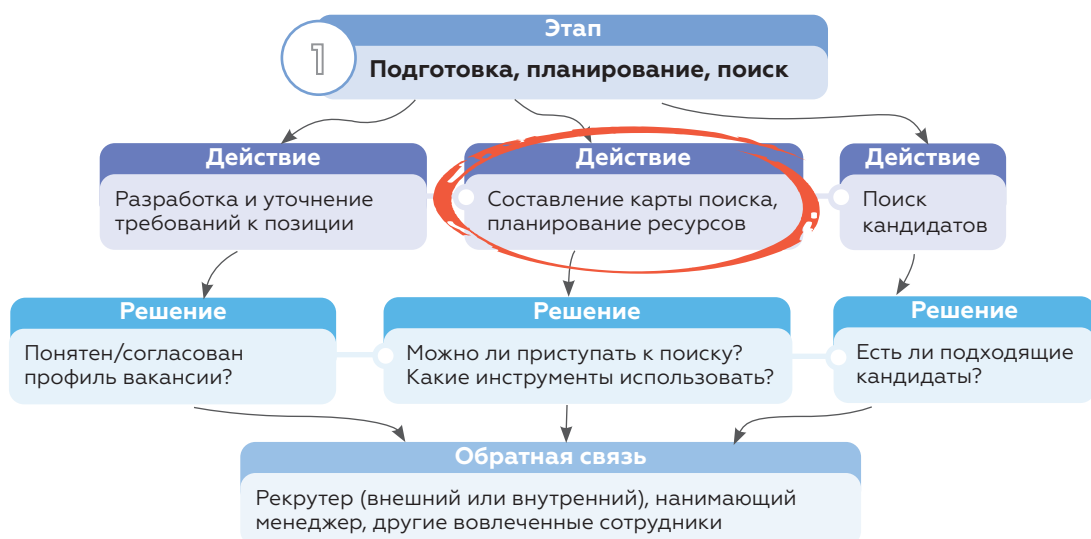 Этап
1
Подготовка, планирование, поиск
Действие
Разработка и уточнение
требований к позиции
Действие
Составление карты поиска,
планирование ресурсов
Действие
Поиск
кандидатов
Решение
Понятен/согласован
профиль вакансии?
Решение
Можно ли приступать к поиску?
Какие инструменты использовать?
Решение
Есть ли подходящие
кандидаты?
Обратная связь
Рекрутер (внешний или внутренний), нанимающий
менеджер, другие вовлеченные сотрудники